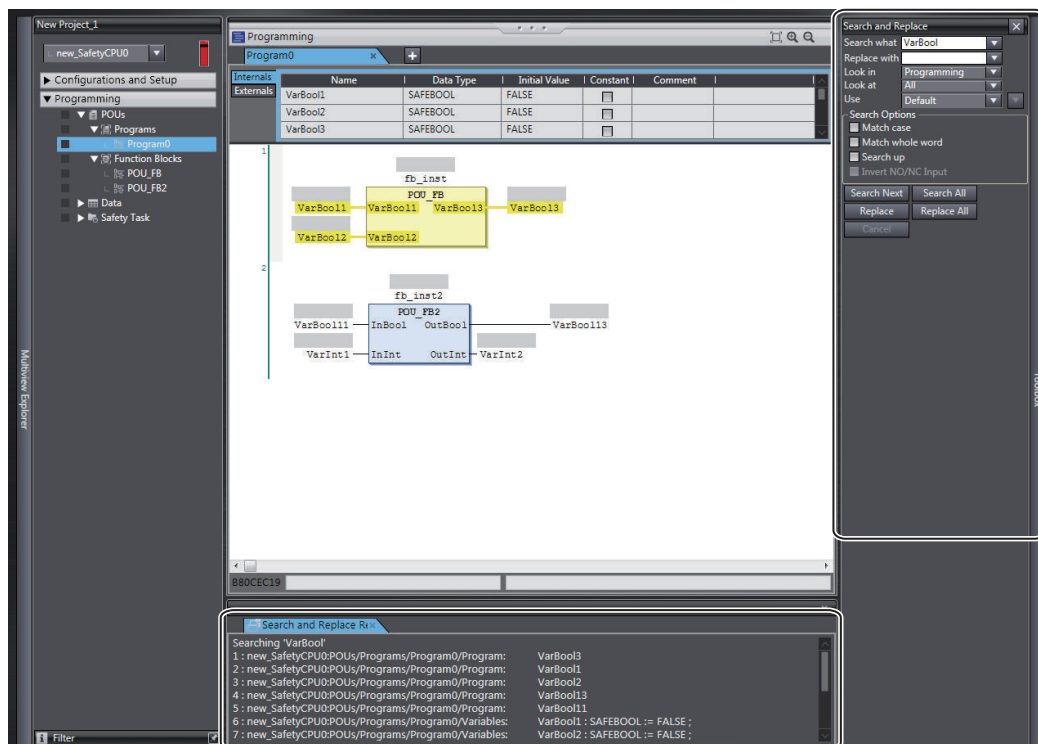 New_Project_1
new_SafetyCPU0
Configurations and Setup
Programming
POUs
Programs
Program0
Function Blocks
POU_FB
POU_FB2
Data
Safety Task
Multiview Explorer
Filter
Programming
Program0
Internals
Externals
Name Data Type Initial Value Constant Comment
VarBool1 SAFEBOOL FALSE
VarBool2 SAFEBOOL FALSE
VarBool3 SAFEBOOL FALSE
1
fb_inst
POU_FB
VarBool1 VarBool1 VarBool3 VarBool3
VarBool2 VarBool2
2
fb_inst2
POU_FB2
VarBool11 InBool OutBool VarBool13
VarInt1 InInt OutInt VarInt2
B80CEC19
Search and Replace Re
Searching 'VarBool'
1 : new_SafetyCPU0:POUs/Programs/Program0/Program: VarBool3
2 : new_SafetyCPU0:POUs/Programs/Program0/Program: VarBool1
3 : new_SafetyCPU0:POUs/Programs/Program0/Program: VarBool2
4 : new_SafetyCPU0:POUs/Programs/Program0/Program: VarBool13
5 : new_SafetyCPU0:POUs/Programs/Program0/Program: VarBool11
6 : new_SafetyCPU0:POUs/Programs/Program0/Variables: VarBool1 : SAFEBOOL := FALSE ;
7 : new_SafetyCPU0:POUs/Programs/Program0/Variables: VarBool2 : SAFEBOOL := FALSE ;
Search and Replace
Search what VarBool
Replace with
Look in Programming
Look at All
Use Default
Search Options
Match case
Match whole word
Search up
Invert NO/NC Input
Search Next Search All
Replace Replace All
Cancel
Toolbox